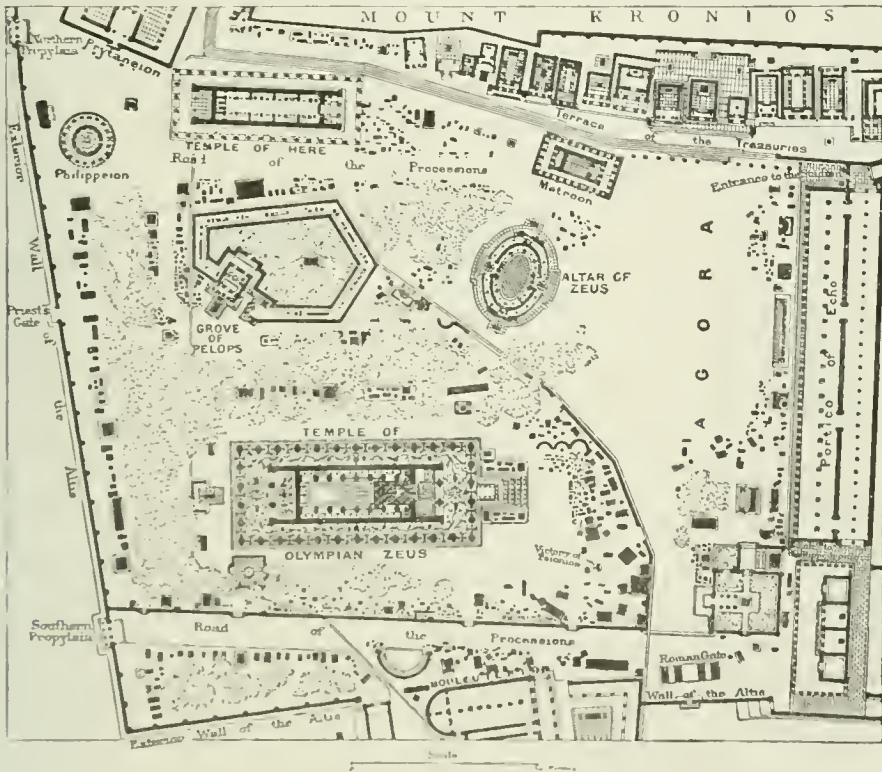 MOUNT KRONIOS
Northern
Propylaia
Prytaneion
Philippeion
TEMPLE OF HERE
Road of the Processions
Terrace of the Treasuries
Metroon
Entrance to the
ALTAR OF
ZEUS
GROVE
OF
PELOPS
AGORA
Portico of Echo
Exterior Wall of the Altis
Priest's
Gate
TEMPLE OF
OLYMPIAN ZEUS
Victory of
Southern
Propylaia
Road of the Processions
BOULEUTERION
Roman Gate
Wall of the Altis
Exterior Wall of the Altis
Scale